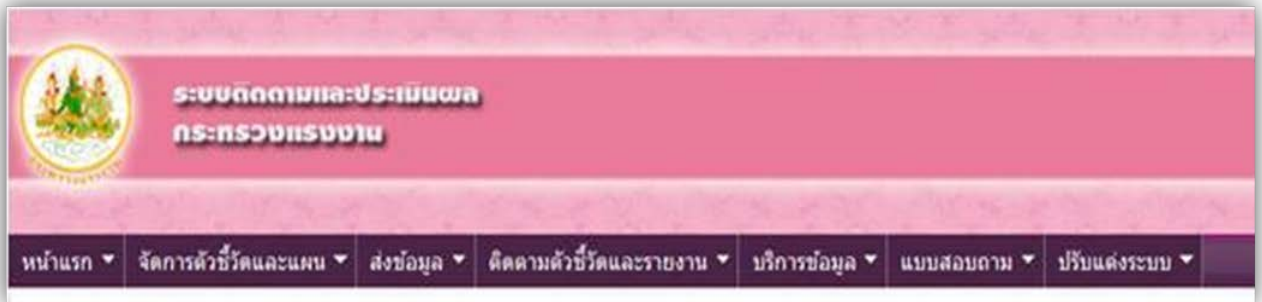 ระบบติดตามและประเมินผล
กระทรวงแรงงาน
หน้าแรก จัดการตัวชี้วัดและแผน ส่งข้อมูล ติดตามตัวชี้วัดและรายงาน บริการข้อมูล แบบสอบถาม ปรับแต่งระบบ